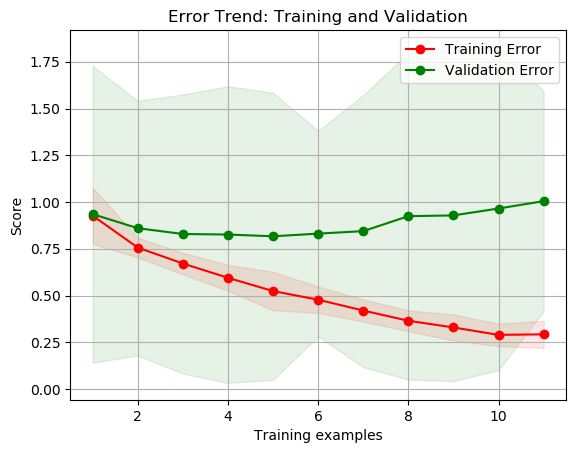 Error Trend: Training and Validation
Training Error
Validation Error
1.75
1.50
1.25
1.00
0.75
0.50
0.25
0.00
Score
2
4
6
8
10
Training examples